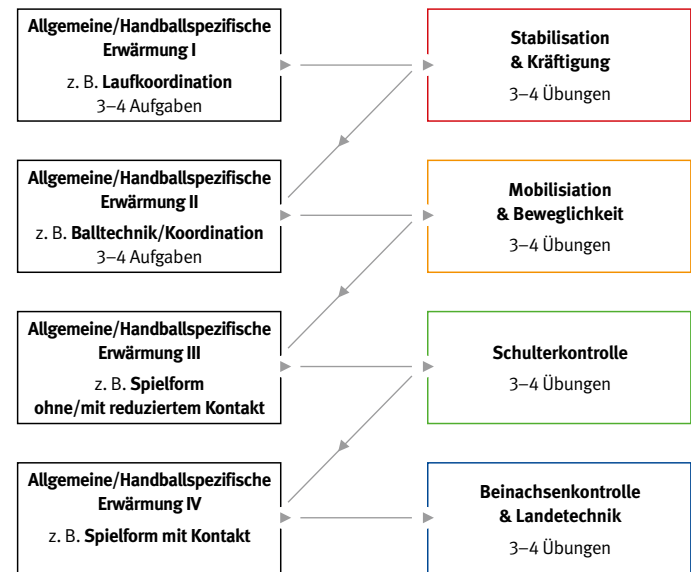 Allgemeine/Handballspezifische
Erwärmung I
z. B. Laufkoordination
3–4 Aufgaben
Stabilisation
& Kräftigung
3–4 Übungen
Allgemeine/Handballspezifische
Erwärmung II
z. B. Balltechnik/Koordination
3–4 Aufgaben
Mobilisiation
& Beweglichkeit
3–4 Übungen
Allgemeine/Handballspezifische
Erwärmung III
z. B. Spielform
ohne/mit reduziertem Kontakt
Schulterkontrolle
3–4 Übungen
Allgemeine/Handballspezifische
Erwärmung IV
z. B. Spielform mit Kontakt
Beinachsenkontrolle
& Landetechnik
3–4 Übungen